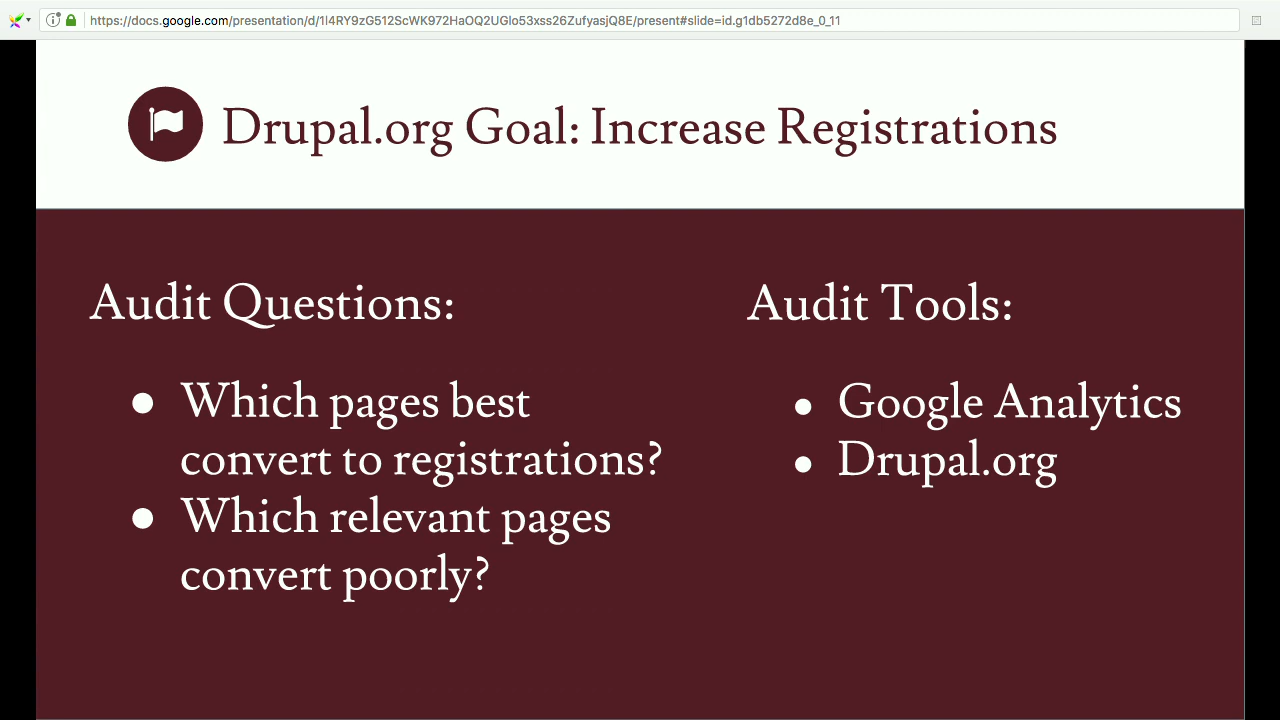 https://docs.google.com/presentation/d/1l4RY9zG512ScWK972HaOQ2UGlo53xss26ZufyasjQ8E/present#slide=id.g1db5272d8e_0_11
Drupal.org Goal: Increase Registrations
Audit Questions:
● Which pages best
convert to registrations?
● Which relevant pages
convert poorly?
Audit Tools:
● Google Analytics
● Drupal.org